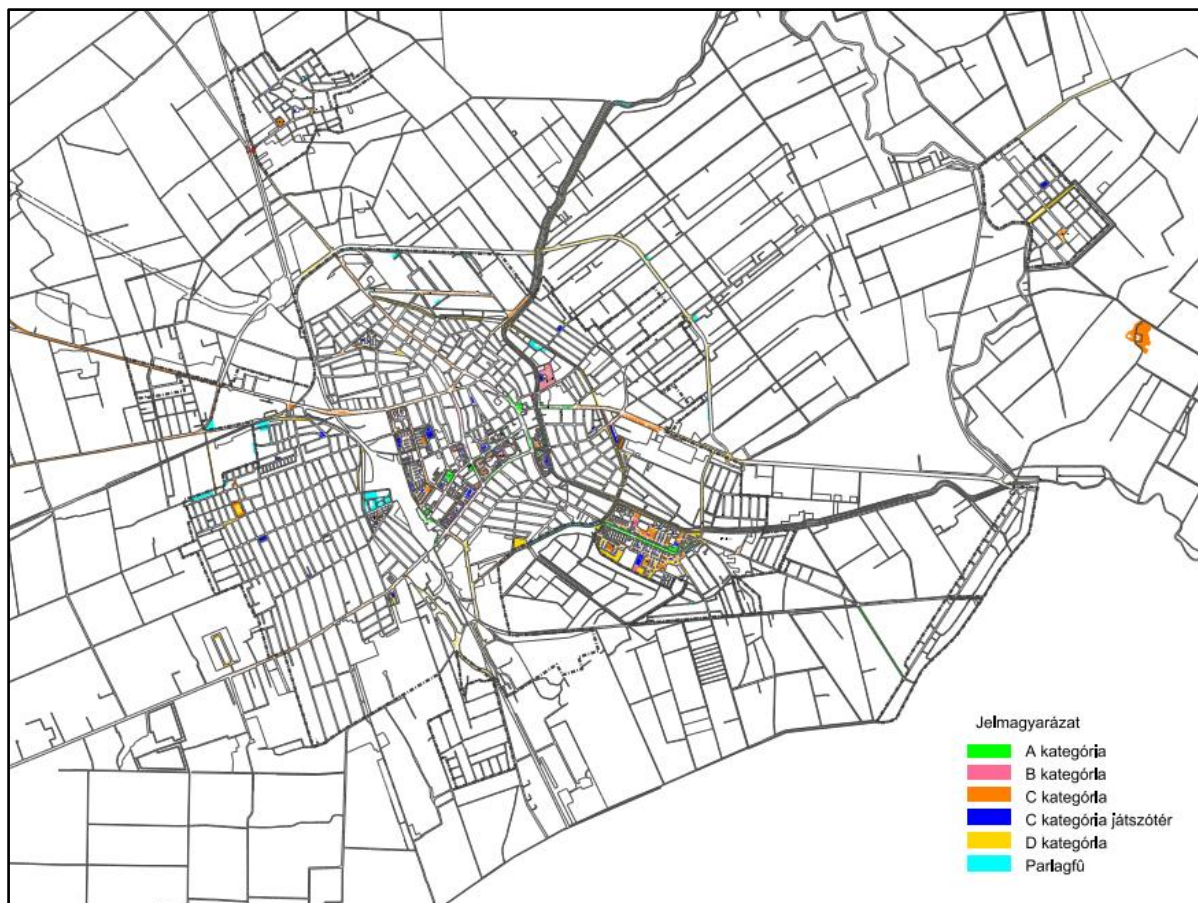 Jelmagyarázat
A kategória
B kategória
C kategória
C kategória játszótér
D kategória
Parlagfû